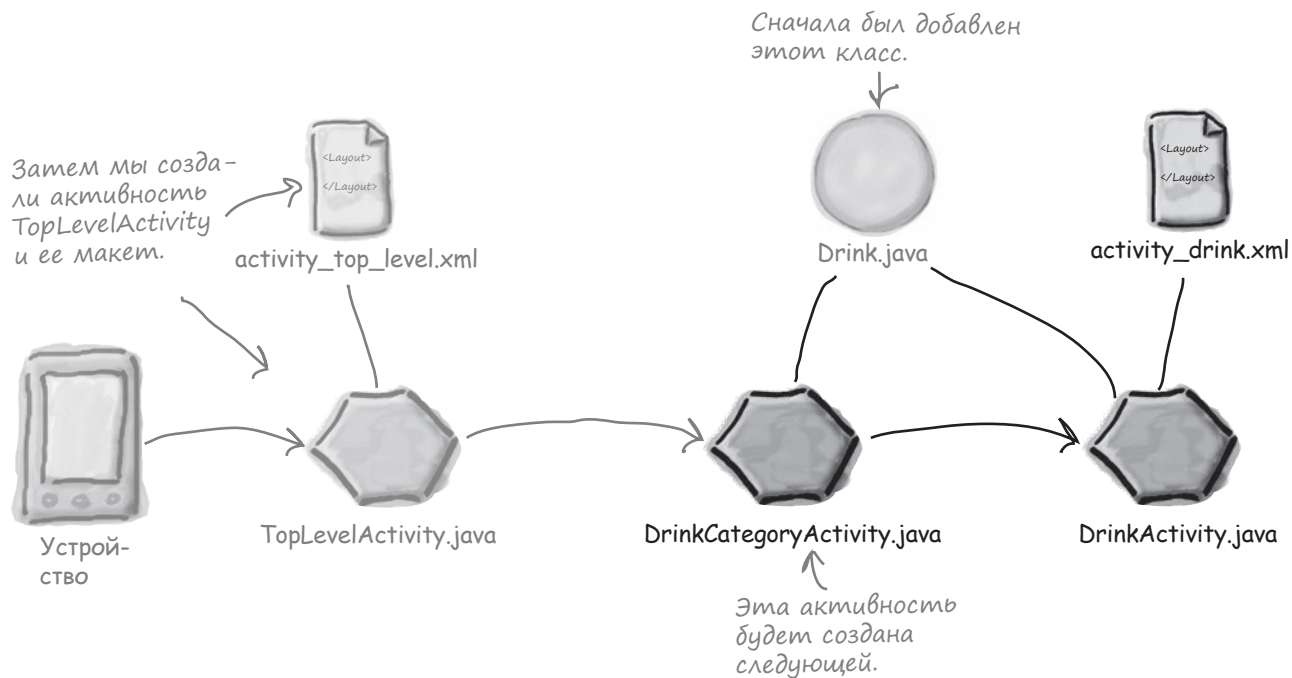 Сначала был добавлен
этот класс.
Затем мы созда-
ли активность
TopLevelActivity
и ее макет.
<Layout>
</Layout>
activity_top_level.xml
Drink.java
<Layout>
</Layout>
activity_drink.xml
Устрой-
ство
TopLevelActivity.java
DrinkCategoryActivity.java
DrinkActivity.java
Эта активность
будет создана
следующей.